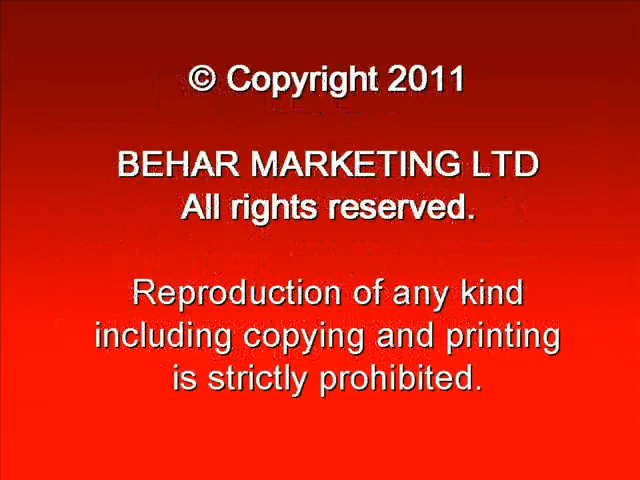 © Copyright 2011
BEHAR MARKETING LTD
All rights reserved.
Reproduction of any kind
including copying and printing
is strictly prohibited.